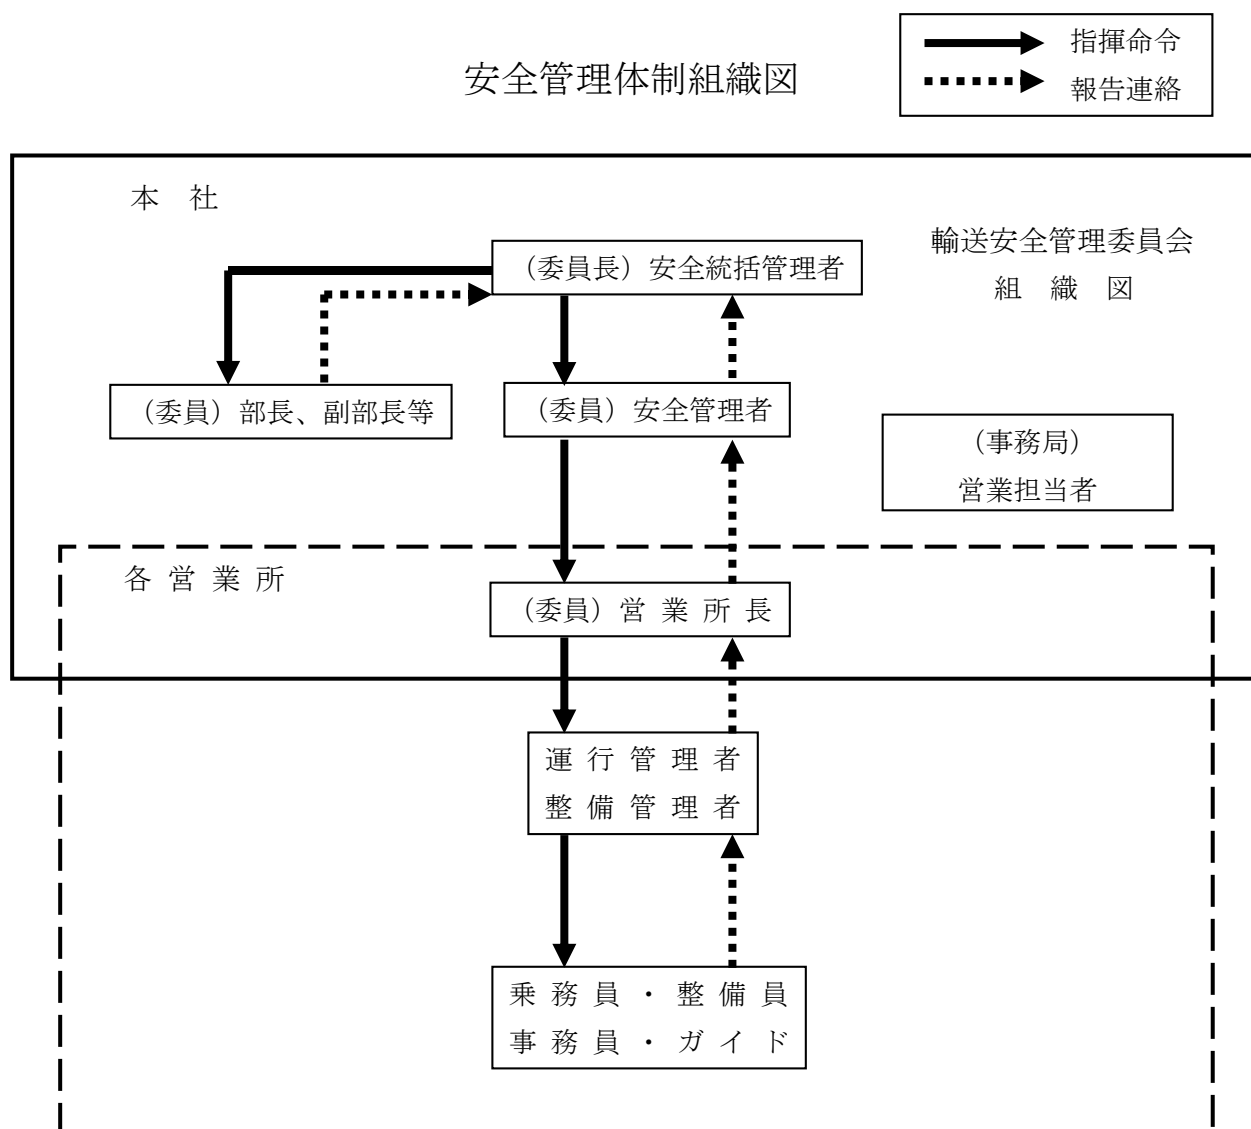 安全管理体制組織図
指揮命令
報告連絡
本　社
輸送安全管理委員会
組　織　図
（委員長）安全統括管理者
（委員）部長、副部長等
（委員）安全管理者
（事務局）
営業担当者
各 営 業 所
（委員）営 業 所 長
運 行 管 理 者
整 備 管 理 者
乗 務 員 ・ 整 備 員
事 務 員 ・ ガ イ ド